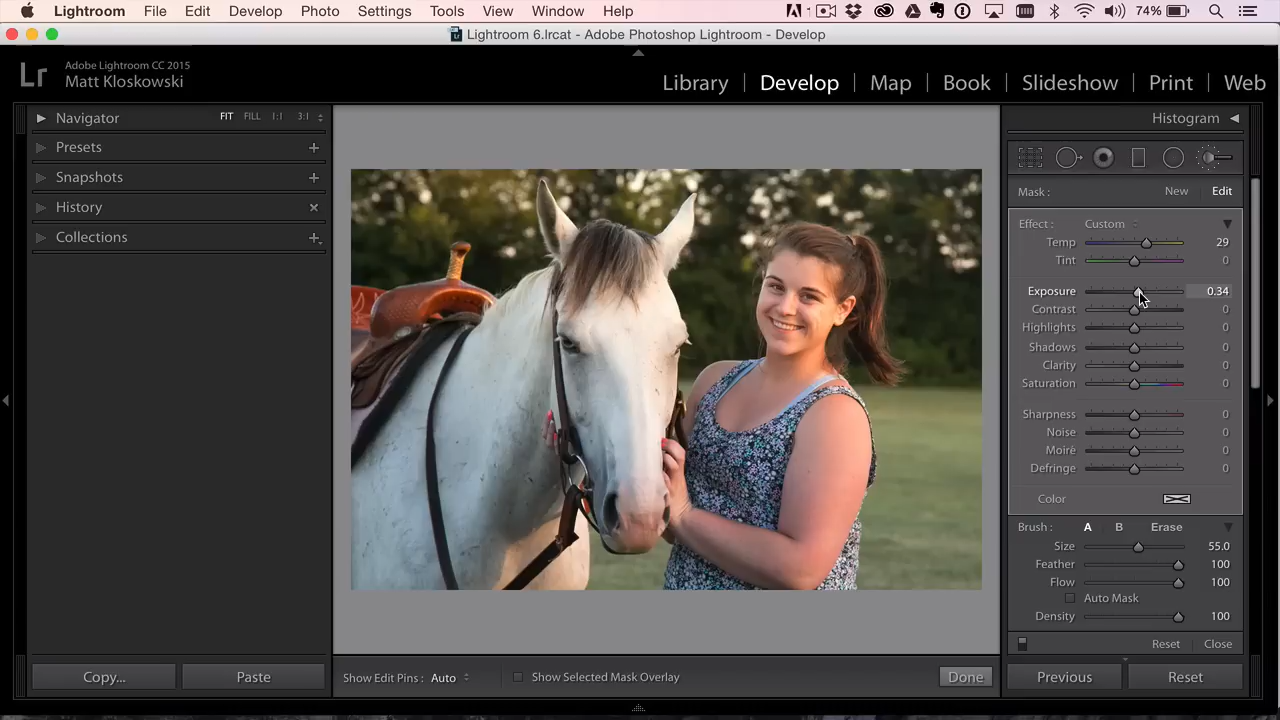 Lightroom File Edit Develop Photo Settings Tools View Window Help 74%
Lightroom 6.lrcat - Adobe Photoshop Lightroom - Develop
Lr
Adobe Lightroom CC 2015
Matt Kloskowski
Library Develop Map Book Slideshow Print Web
Navigator FIT FILL 1:1 3:1
Presets
Snapshots
History
Collections
Histogram
Mask : New Edit
Effect : Custom
Temp 29
Tint 0
Exposure 0.34
Contrast 0
Highlights 0
Shadows 0
Clarity 0
Saturation 0
Sharpness 0
Noise 0
Moiré 0
Defringe 0
Color
Brush : A B Erase
Size 55.0
Feather 100
Flow 100
Auto Mask
Density 100
Reset Close
Copy... Paste
Show Edit Pins : Auto Show Selected Mask Overlay Done
Previous Reset